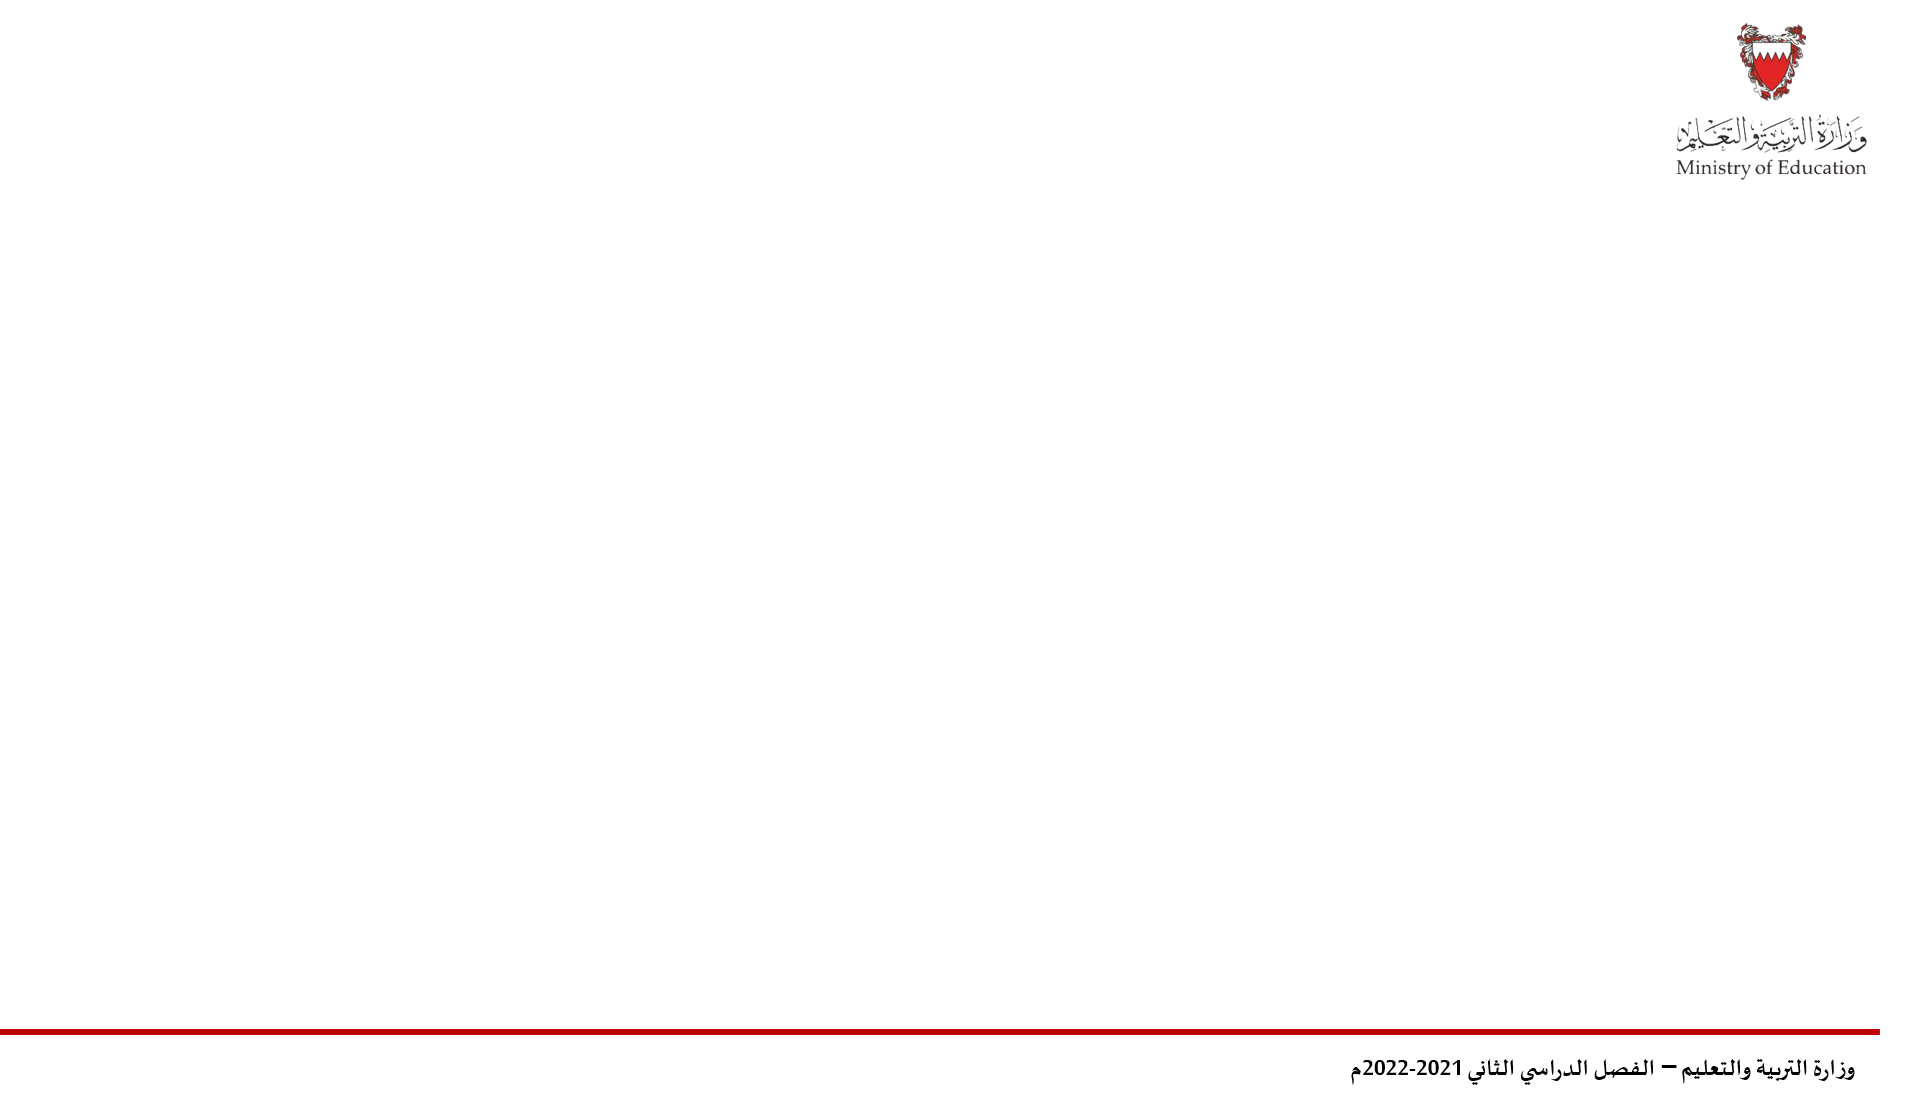 وزارة التربية والتعليم
Ministry of Education
وزارة التربية والتعليم – الفصل الدراسي الثاني 2021-2022م